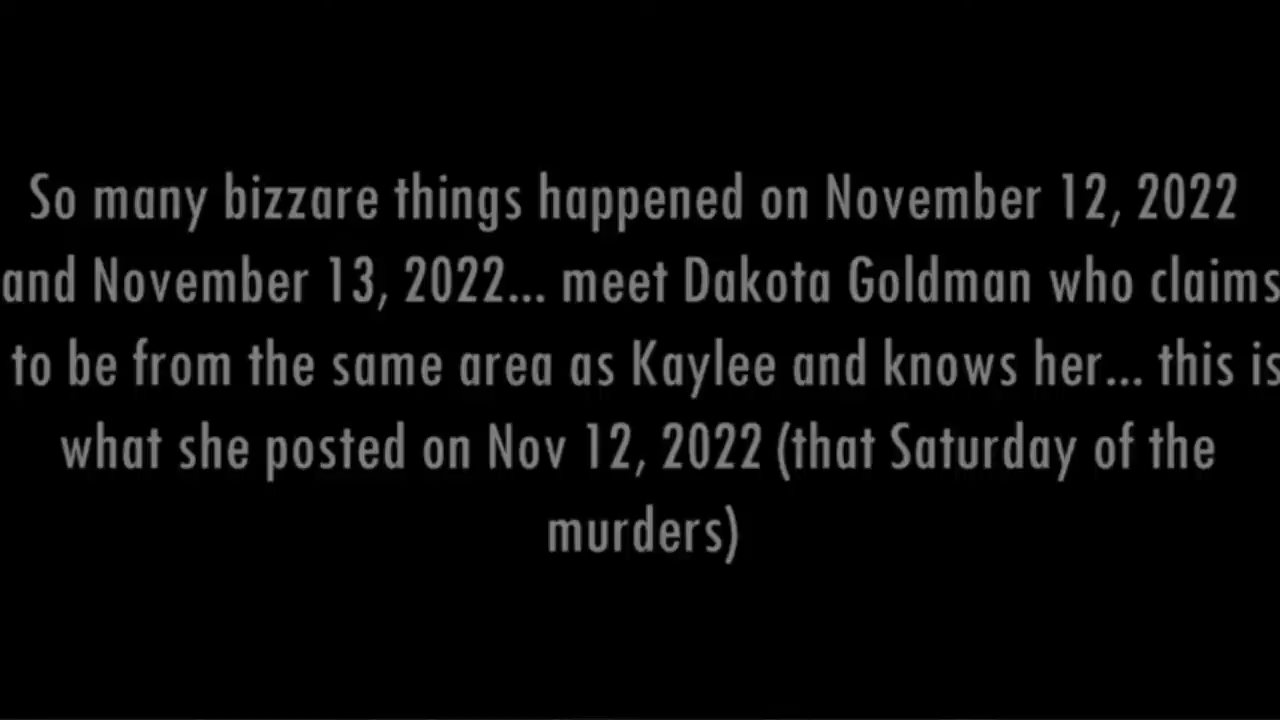 So many bizzare things happened on November 12, 2022
and November 13, 2022... meet Dakota Goldman who claims
to be from the same area as Kaylee and knows her... this is
what she posted on Nov 12, 2022 (that Saturday of the
murders)